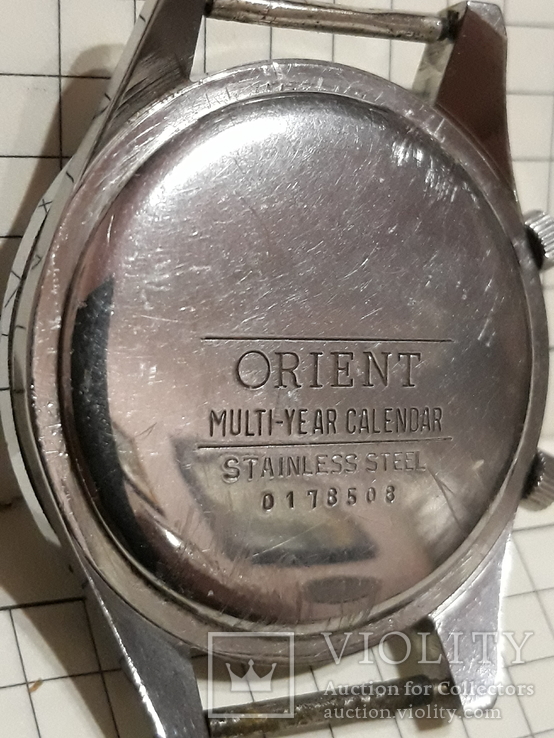 ORIENT
MULTI-YEAR CALENDAR
STAINLESS STEEL
0178508
VIOLITY
Auction for Collectors
auction.violity.com